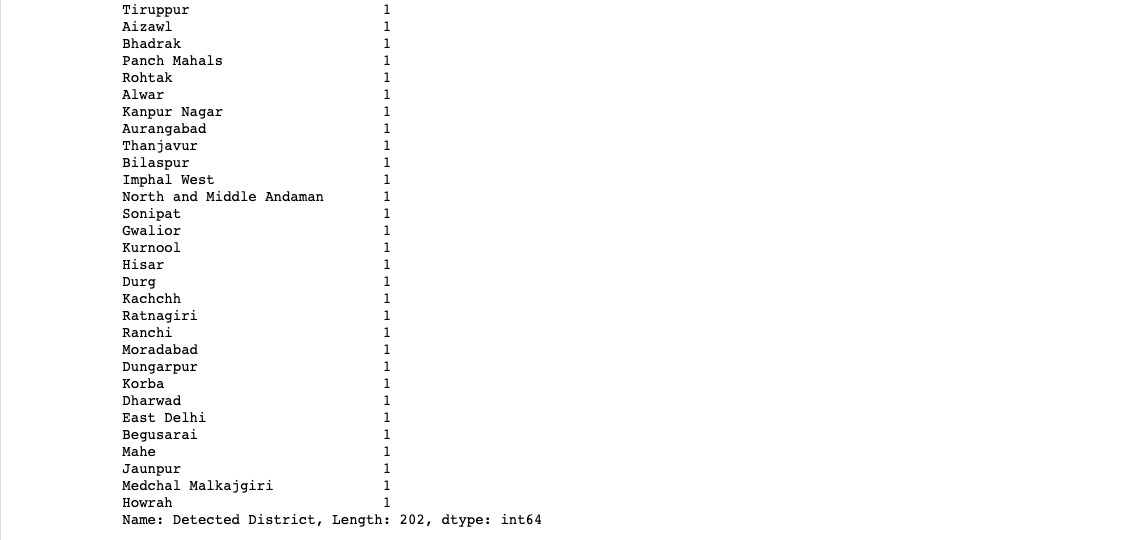 Tiruppur 1
Aizawl 1
Bhadrak 1
Panch Mahals 1
Rohtak 1
Alwar 1
Kanpur Nagar 1
Aurangabad 1
Thanjavur 1
Bilaspur 1
Imphal West 1
North and Middle Andaman 1
Sonipat 1
Gwalior 1
Kurnool 1
Hisar 1
Durg 1
Kachchh 1
Ratnagiri 1
Ranchi 1
Moradabad 1
Dungarpur 1
Korba 1
Dharwad 1
East Delhi 1
Begusarai 1
Mahe 1
Jaunpur 1
Medchal Malkajgiri 1
Howrah 1
Name: Detected District, Length: 202, dtype: int64